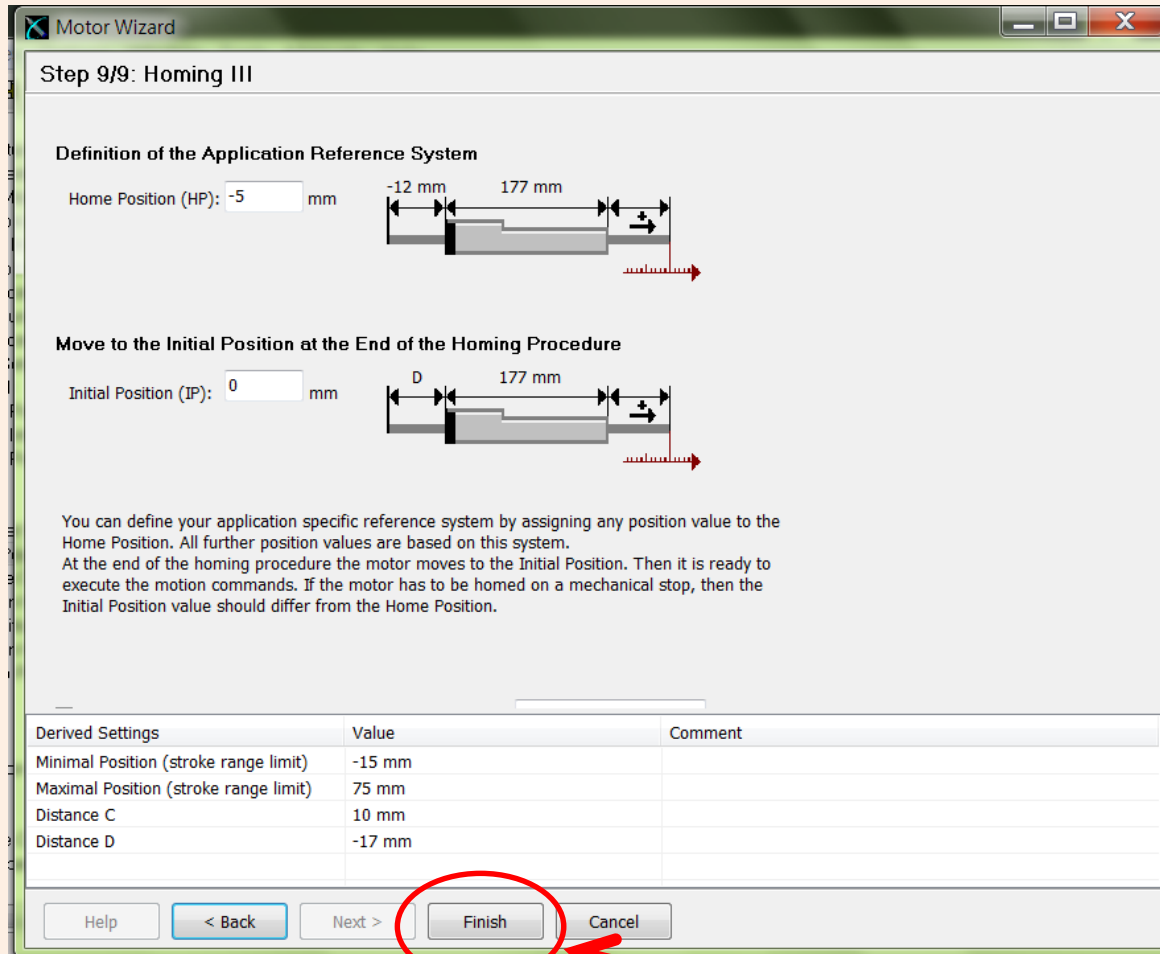 Motor Wizard
Step 9/9: Homing III
Definition of the Application Reference System
Home Position (HP): -5 mm
-12 mm 177 mm
+
Move to the Initial Position at the End of the Homing Procedure
Initial Position (IP): 0 mm
D 177 mm
+
You can define your application specific reference system by assigning any position value to the
Home Position. All further position values are based on this system.
At the end of the homing procedure the motor moves to the Initial Position. Then it is ready to
execute the motion commands. If the motor has to be homed on a mechanical stop, then the
Initial Position value should differ from the Home Position.
Derived Settings Value Comment
Minimal Position (stroke range limit) -15 mm
Maximal Position (stroke range limit) 75 mm
Distance C 10 mm
Distance D -17 mm
Help < Back Next > Finish Cancel